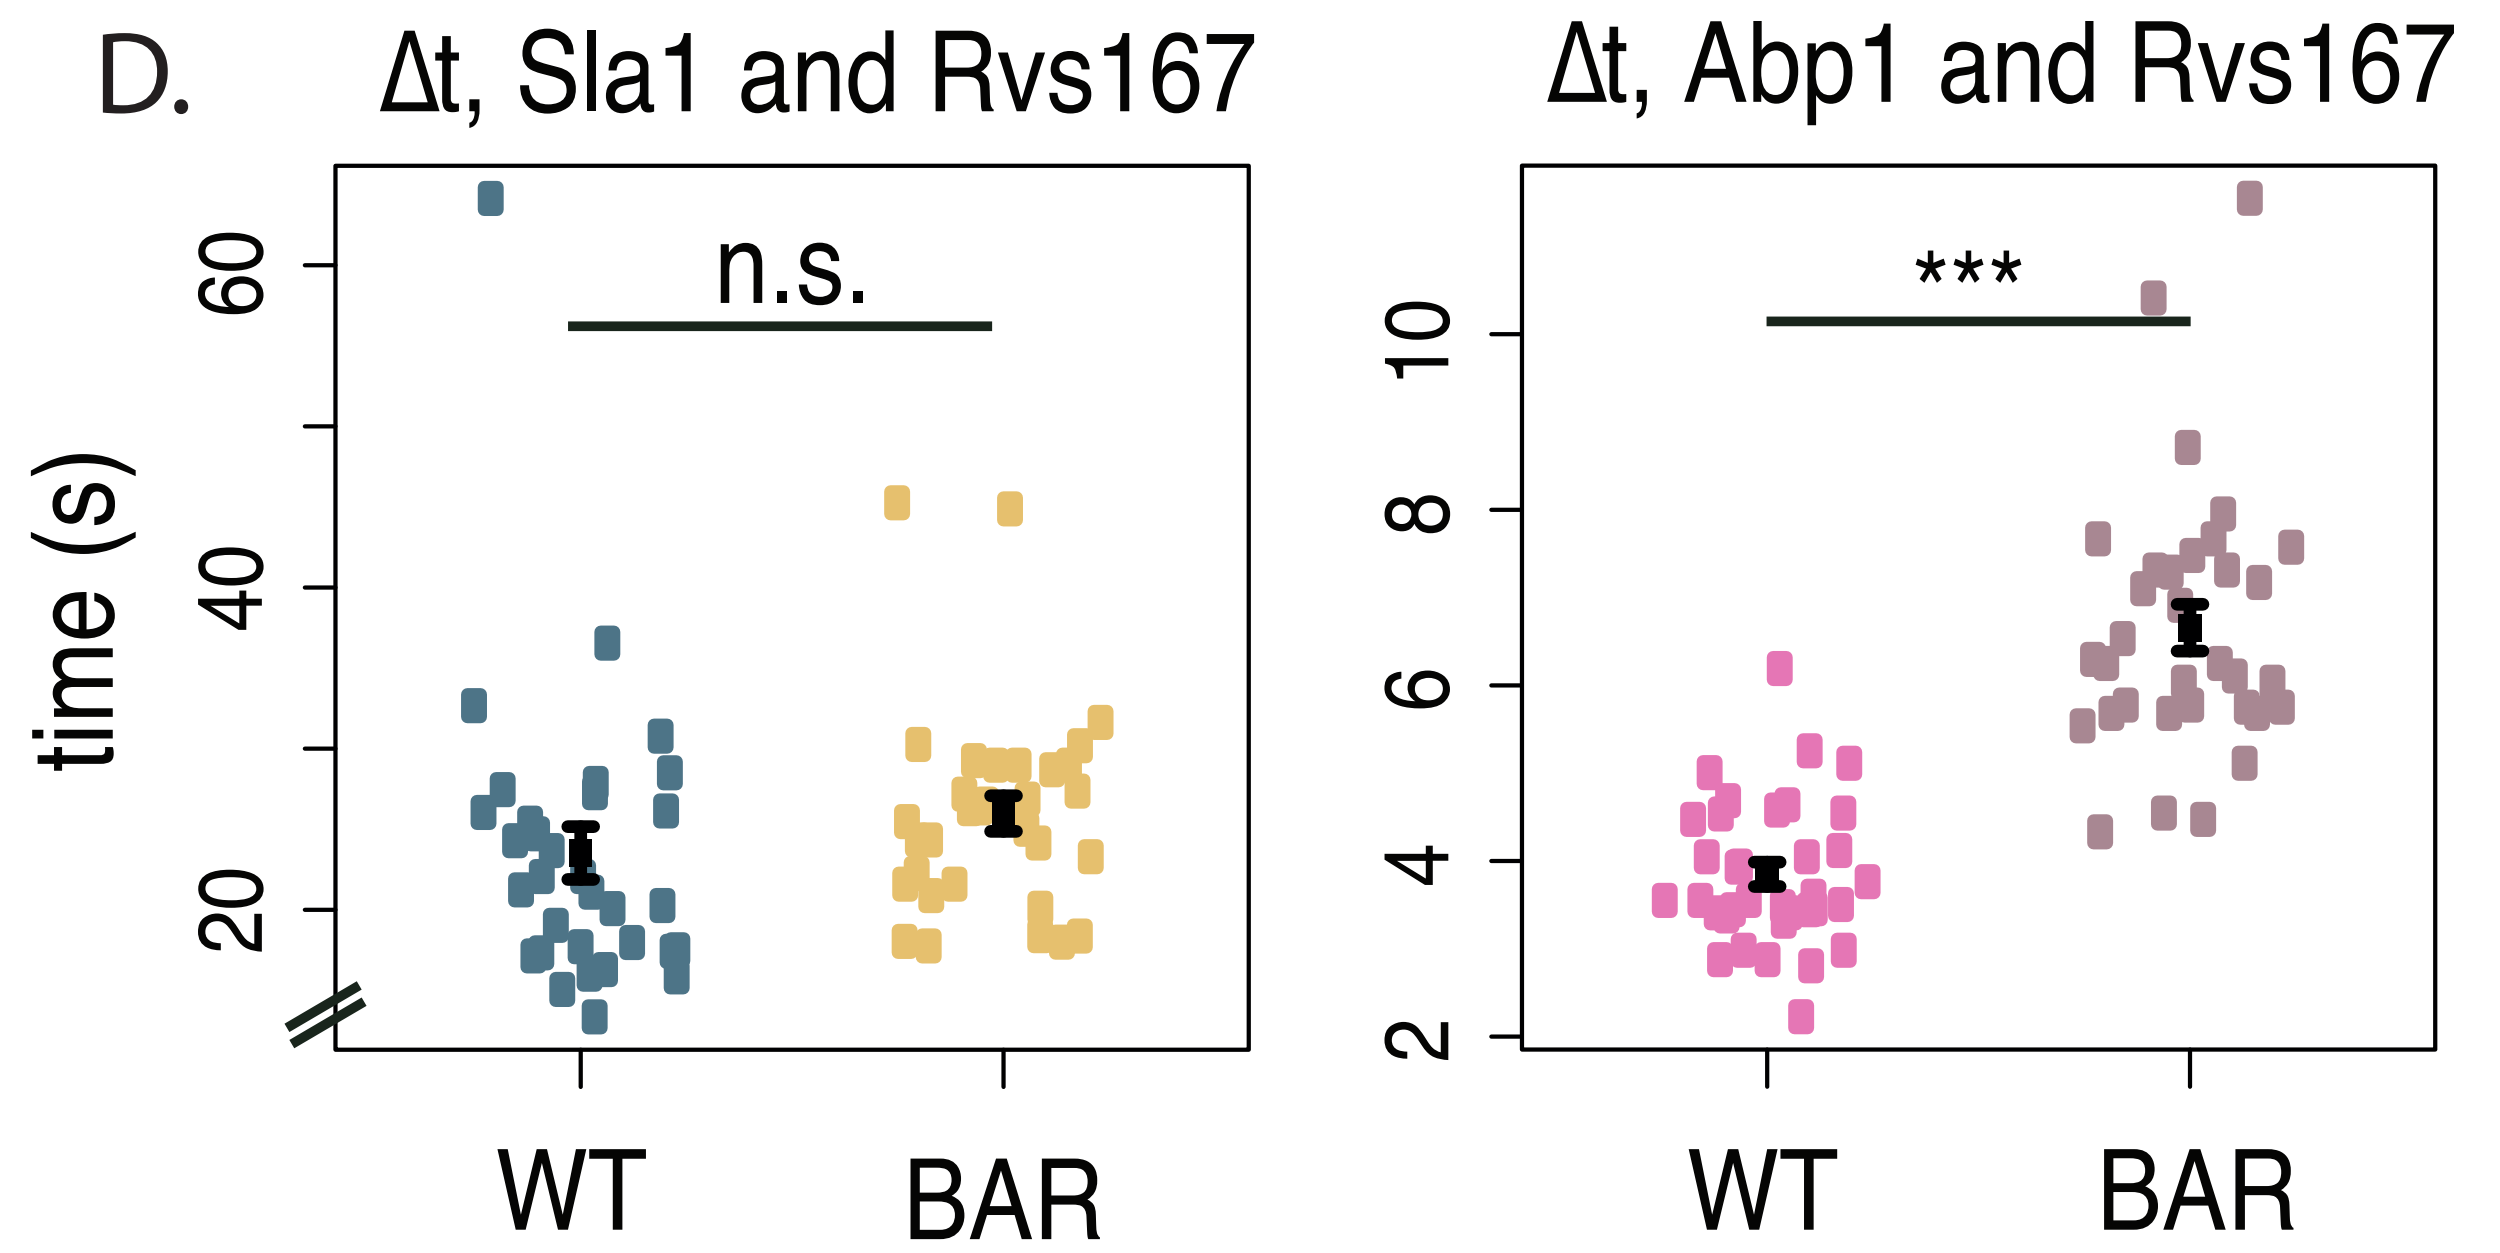 D.
Δt, Sla1 and Rvs167
Δt, Abp1 and Rvs167
time (s)
60
40
20
n.s.
WT
BAR
10
8
6
4
2
***
WT
BAR